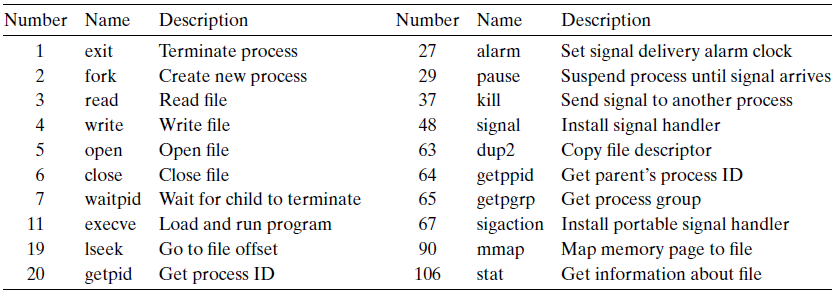 Number Name Description Number Name Description
1 exit Terminate process 27 alarm Set signal delivery alarm clock
2 fork Create new process 29 pause Suspend process until signal arrives
3 read Read file 37 kill Send signal to another process
4 write Write file 48 signal Install signal handler
5 open Open file 63 dup2 Copy file descriptor
6 close Close file 64 getppid Get parent's process ID
7 waitpid Wait for child to terminate 65 getpgrp Get process group
11 execve Load and run program 67 sigaction Install portable signal handler
19 lseek Go to file offset 90 mmap Map memory page to file
20 getpid Get process ID 106 stat Get information about file